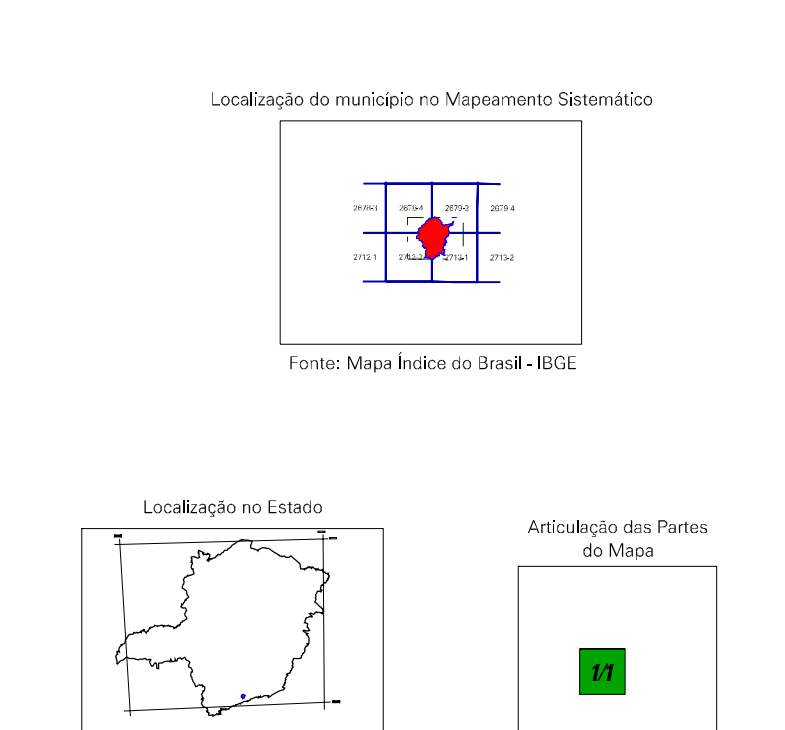 Localização do município no Mapeamento Sistemático
2678-3 2678-4 2679-3 2679-4
2712-1 2712-2 2713-1 2713-2
Fonte: Mapa Índice do Brasil - IBGE
Localização no Estado
Articulação das Partes
do Mapa
1/1